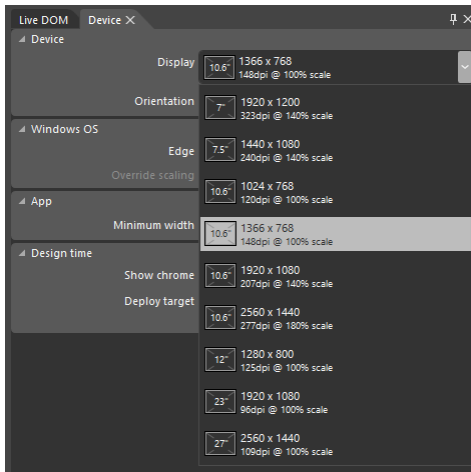 Live DOM Device
Device
Display 10.6" 1366 x 768
148dpi @ 100% scale
Orientation
7" 1920 x 1200
323dpi @ 140% scale
Windows OS
7.5" 1440 x 1080
240dpi @ 140% scale
Edge
Override scaling
10.6" 1024 x 768
120dpi @ 100% scale
App
Minimum width
10.6" 1366 x 768
148dpi @ 100% scale
Design time
Show chrome
10.6" 1920 x 1080
207dpi @ 140% scale
Deploy target
10.6" 2560 x 1440
277dpi @ 180% scale
12" 1280 x 800
125dpi @ 100% scale
23" 1920 x 1080
96dpi @ 100% scale
27" 2560 x 1440
109dpi @ 100% scale